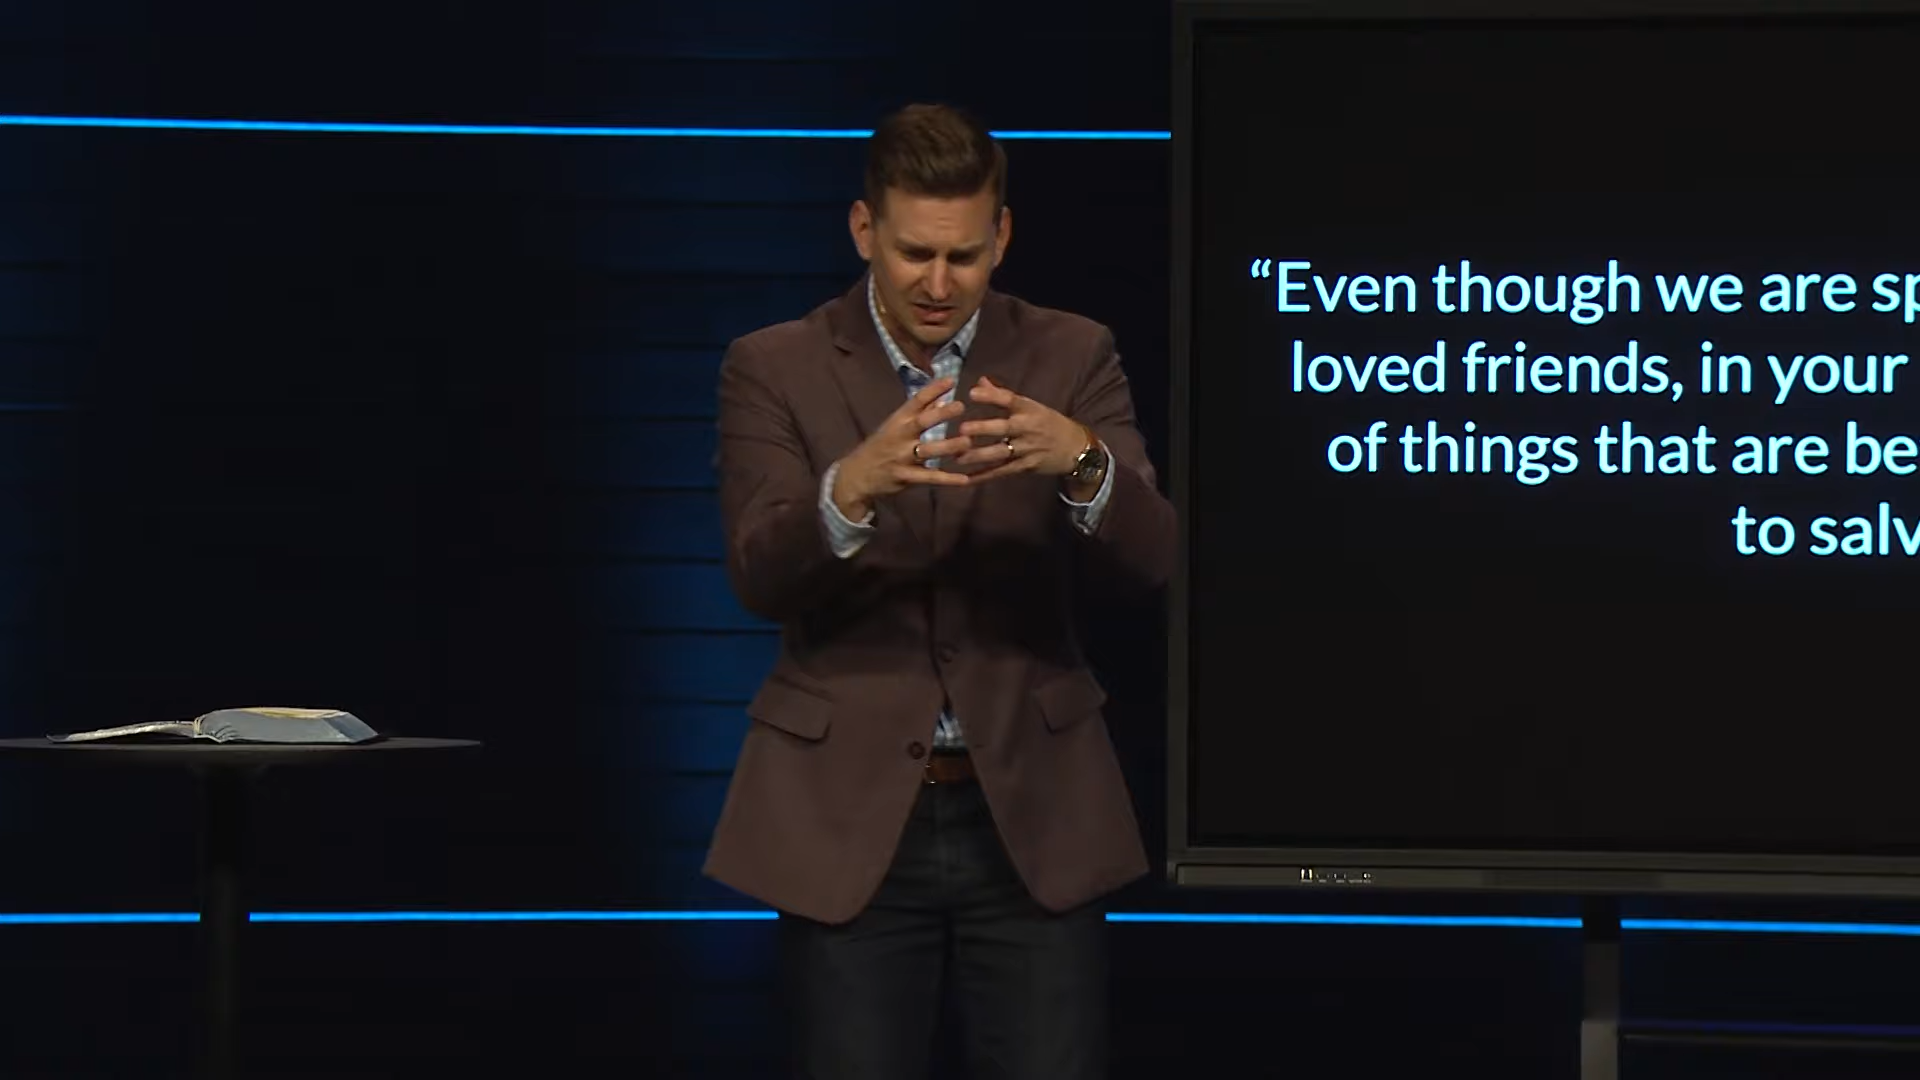 “Even though we are sp
loved friends, in your
of things that are be
to salv